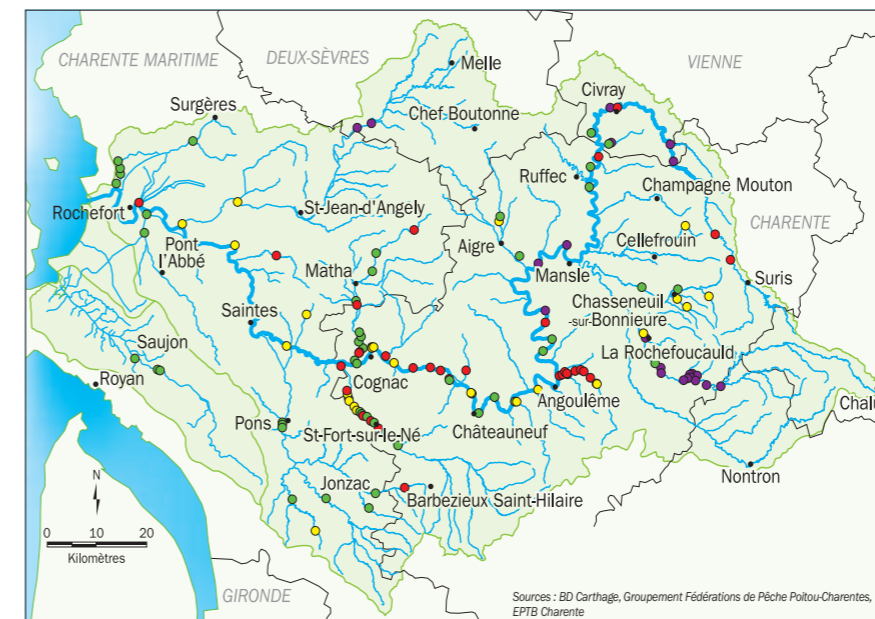 CHARENTE MARITIME
DEUX-SÈVRES
VIENNE
Melle
Surgères
Civray
Chef Boutonne
Ruffec
Champagne Mouton
Rochefort
St-Jean-d'Angely
CHARENTE
Pont
l'Abbé
Aigre
Cellefrouin
Matha
Mansle
Suris
Saintes
Chasseneuil
-sur-Bonnieure
Saujon
La Rochefoucauld
Royan
Cognac
Angoulême
Chalu
Pons
St-Fort-sur-le-Né
Châteauneuf
Nontron
Jonzac
Barbezieux Saint-Hilaire
N
0 10 20
Kilomètres
GIRONDE
Sources : BD Carthage, Groupement Fédérations de Pêche Poitou-Charentes,
EPTB Charente